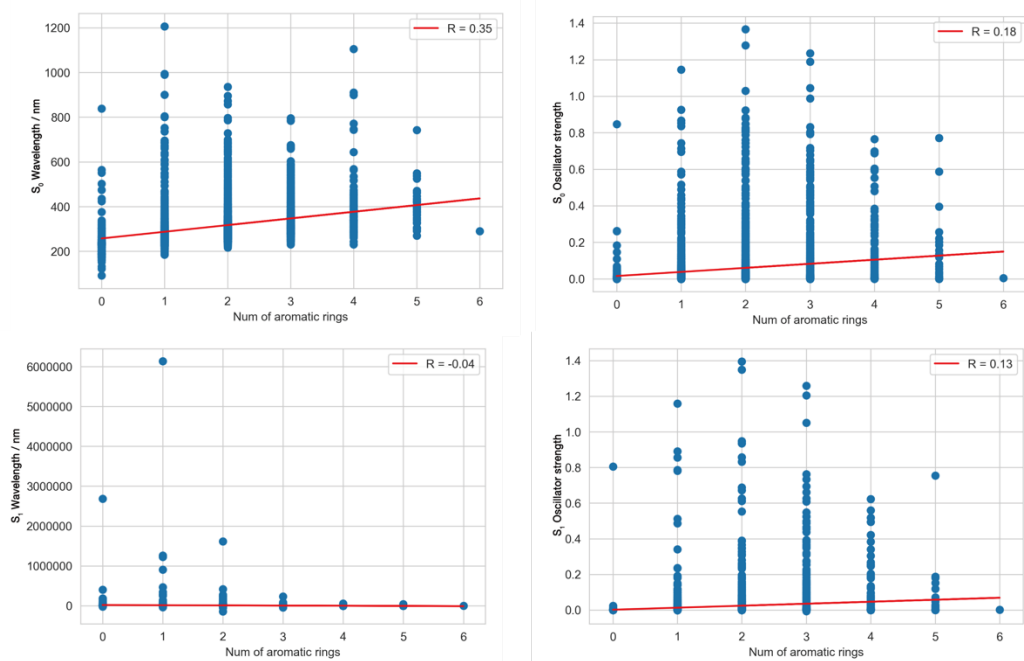 1200
1000
800
600
400
200
S₀ Wavelength / nm
R = 0.35
0 1 2 3 4 5 6
Num of aromatic rings
1.4
1.2
1.0
0.8
0.6
0.4
0.2
0.0
S₀ Oscillator strength
R = 0.18
0 1 2 3 4 5 6
Num of aromatic rings
6000000
5000000
4000000
3000000
2000000
1000000
0
S₁ Wavelength / nm
R = -0.04
0 1 2 3 4 5 6
Num of aromatic rings
1.4
1.2
1.0
0.8
0.6
0.4
0.2
0.0
S₁ Oscillator strength
R = 0.13
0 1 2 3 4 5 6
Num of aromatic rings